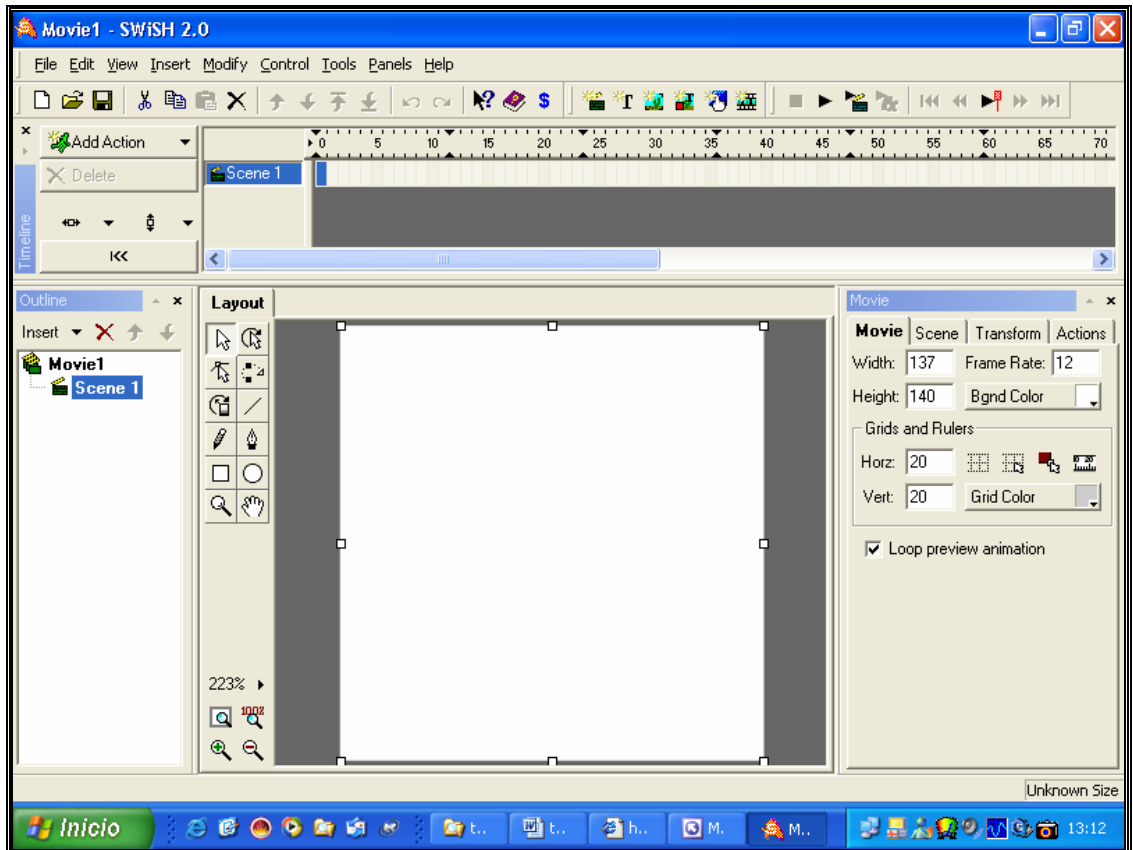 Movie1 - SWiSH 2.0
File Edit View Insert Modify Control Tools Panels Help
Add Action
0 5 10 15 20 25 30 35 40 45 50 55 60 65 70
Delete
Scene 1
Timeline
Outline
Layout
Movie
Insert
Movie Scene Transform Actions
Movie1
Scene 1
Width: 137 Frame Rate: 12
Height: 140 Bgnd Color
Grids and Rulers
Horz: 20
Vert: 20 Grid Color
Loop preview animation
223%
100%
Unknown Size
Inicio t.. t.. h.. M.. M.. 13:12